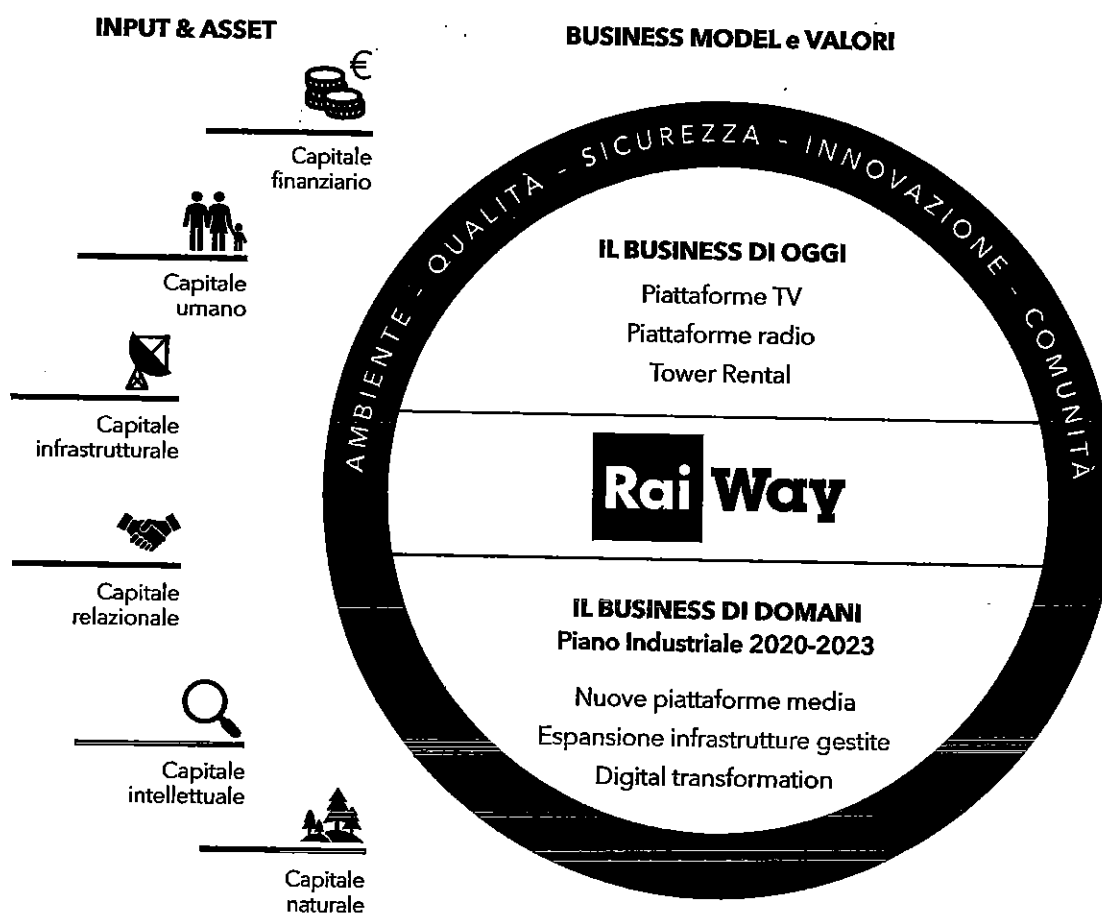 INPUT & ASSET
€
Capitale
finanziario
Capitale
umano
Capitale
infrastrutturale
Capitale
relazionale
Capitale
intellettuale
Capitale
naturale
BUSINESS MODEL e VALORI
AMBIENTE - QUALITÀ - SICUREZZA - INNOVAZIONE - COMUNITÀ
IL BUSINESS DI OGGI
Piattaforme TV
Piattaforme radio
Tower Rental
Rai Way
IL BUSINESS DI DOMANI
Piano Industriale 2020-2023
Nuove piattaforme media
Espansione infrastrutture gestite
Digital transformation